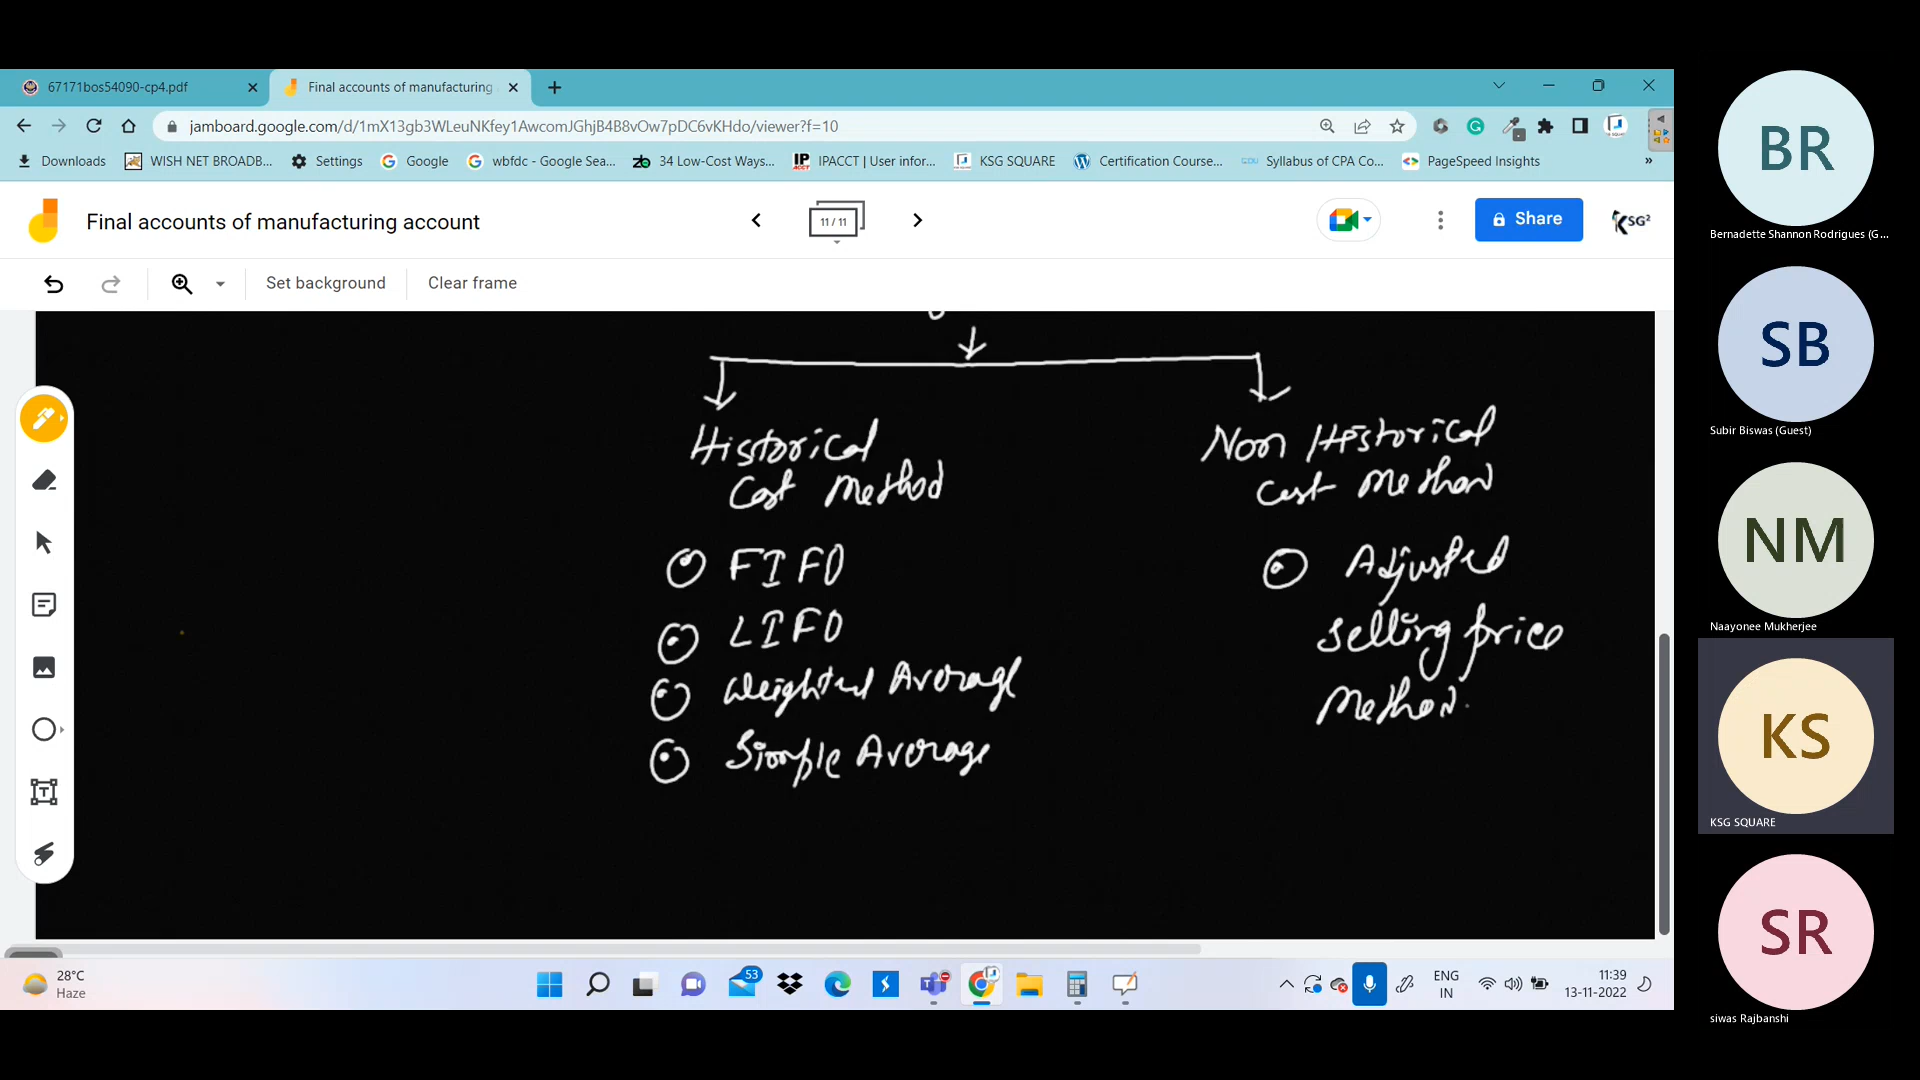 67171bos54090-cp4.pdf
Final accounts of manufacturing
jamboard.google.com/d/1mX13gb3WLeuNKfey1AwcomJGhjB4B8vOw7pDC6vKHdo/viewer?f=10
Downloads WISH NET BROADB... Settings Google wbfdc - Google Sea... 34 Low-Cost Ways... IPACCT | User infor... KSG SQUARE Certification Course... Syllabus of CPA Co... PageSpeed Insights »
Final accounts of manufacturing account
11 / 11
Share
KSG²
Set background
Clear frame
Historical
Cost Method
FIFO
LIFO
Weighted Average
Simple Average
Non Historical
Cost Method
Adjusted
Selling price
Method
28°C
Haze
53
ENG
IN
11:39
13-11-2022
BR
Bernadette Shannon Rodrigues (G...
SB
Subir Biswas (Guest)
NM
Naayonee Mukherjee
KS
KSG SQUARE
SR
siwas Rajbanshi